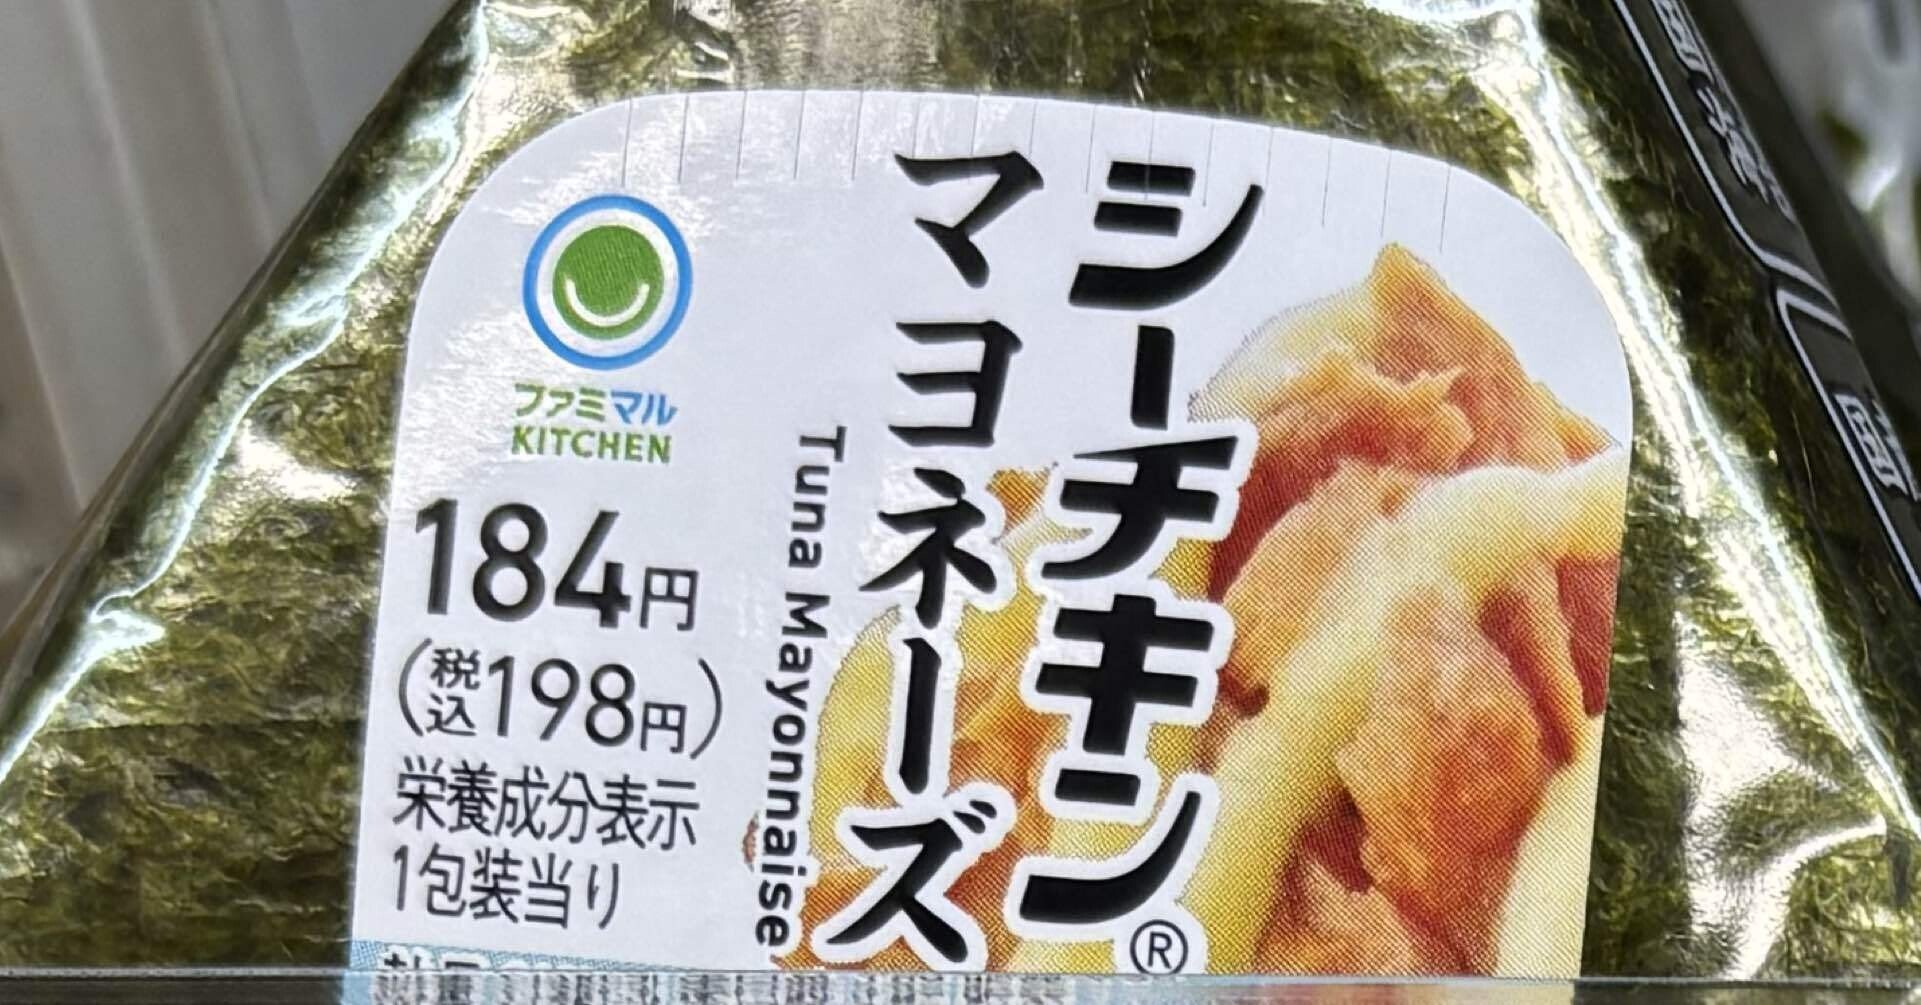 シーチキン®
マヨネーズ
Tuna Mayonnaise
ファミマル
KITCHEN
184円
(税込198円)
栄養成分表示
1包装当り